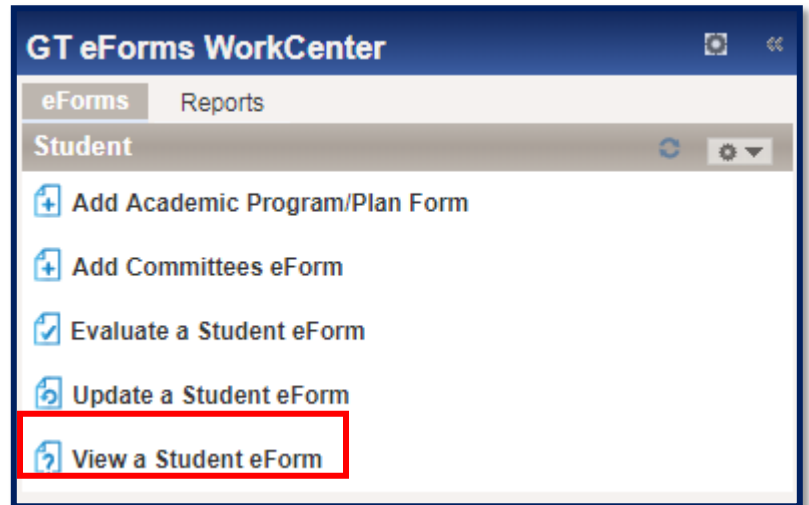 GT eForms WorkCenter
eForms Reports
Student
Add Academic Program/Plan Form
Add Committees eForm
Evaluate a Student eForm
Update a Student eForm
View a Student eForm